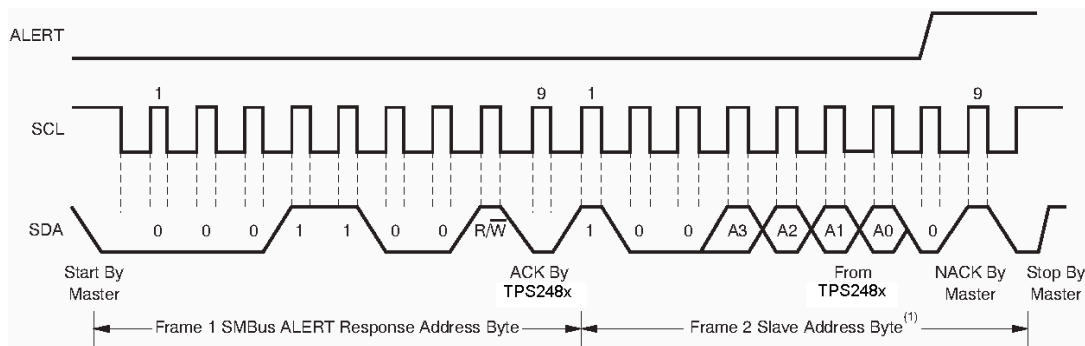 ALERT
1 9 1 9
SCL
SDA 0 0 0 1 1 0 0 R/W̅ 1 0 0 A3 A2 A1 A0 0
Start By Master
ACK By TPS248x
From TPS248x
NACK By Master
Stop By Master
Frame 1 SMBus ALERT Response Address Byte
Frame 2 Slave Address Byte(1)